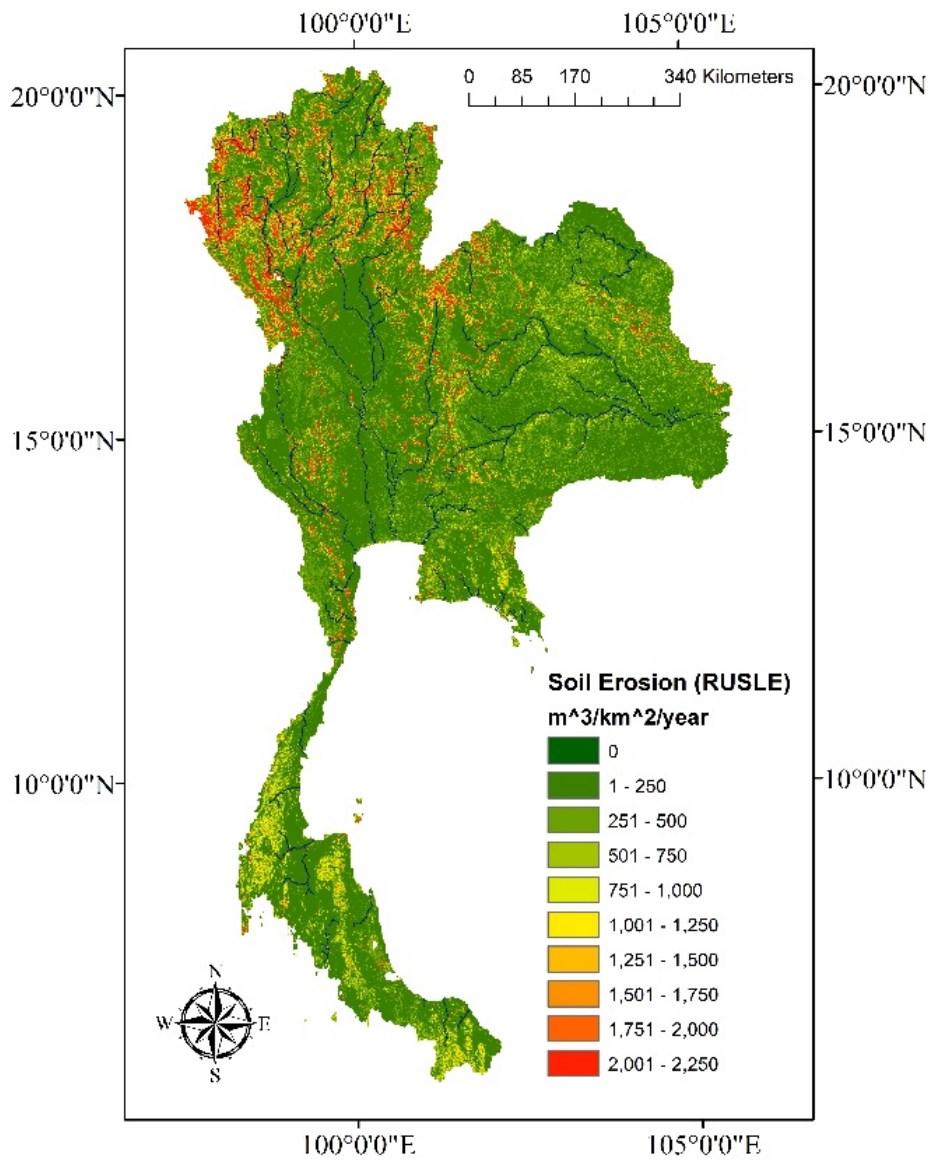 100°0'0"E 105°0'0"E
0 85 170 340 Kilometers
20°0'0"N 20°0'0"N
15°0'0"N 15°0'0"N
Soil Erosion (RUSLE)
m^3/km^2/year
0
10°0'0"N 1 - 250 10°0'0"N
251 - 500
501 - 750
751 - 1,000
1,001 - 1,250
1,251 - 1,500
N
1,501 - 1,750
W E
1,751 - 2,000
S
2,001 - 2,250
100°0'0"E 105°0'0"E